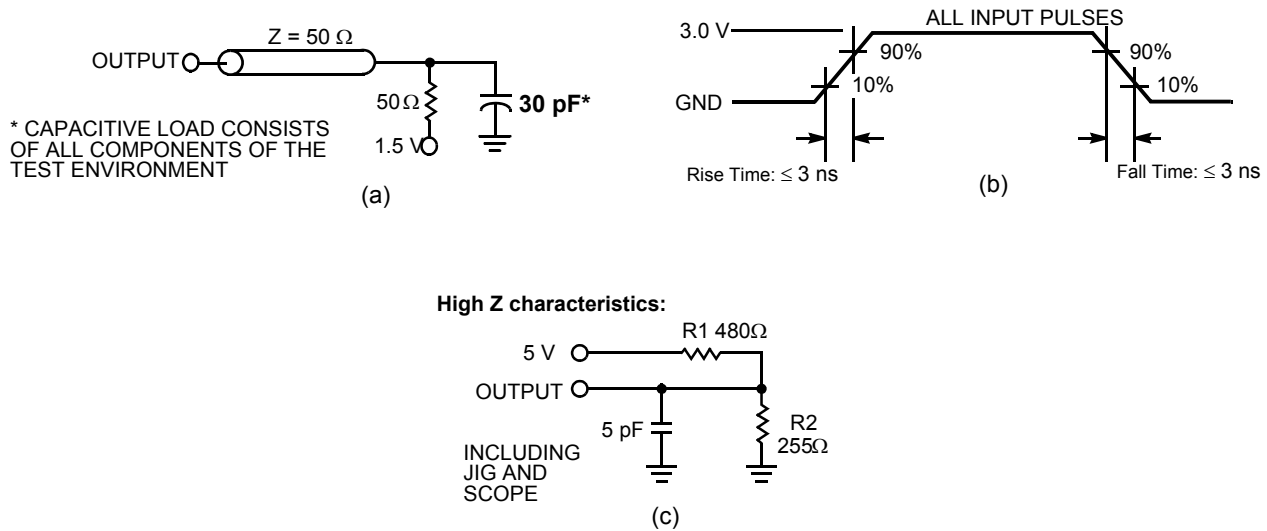 Z = 50 Ω
OUTPUT
50Ω
30 pF*
1.5 V
* CAPACITIVE LOAD CONSISTS
OF ALL COMPONENTS OF THE
TEST ENVIRONMENT
(a)
ALL INPUT PULSES
3.0 V
90%
10%
GND
90%
10%
Rise Time: ≤ 3 ns
Fall Time: ≤ 3 ns
(b)
High Z characteristics:
R1 480Ω
5 V
OUTPUT
5 pF
R2
255Ω
INCLUDING
JIG AND
SCOPE
(c)